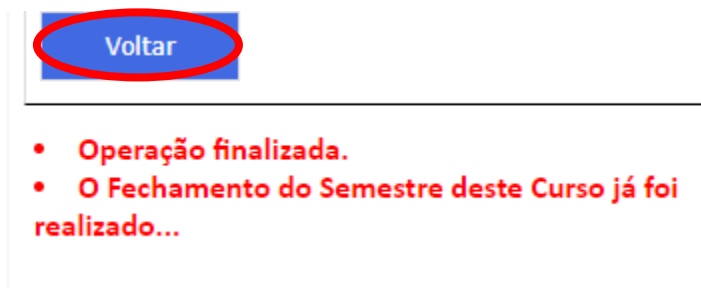 Voltar
• Operação finalizada.
• O Fechamento do Semestre deste Curso já foi
realizado...